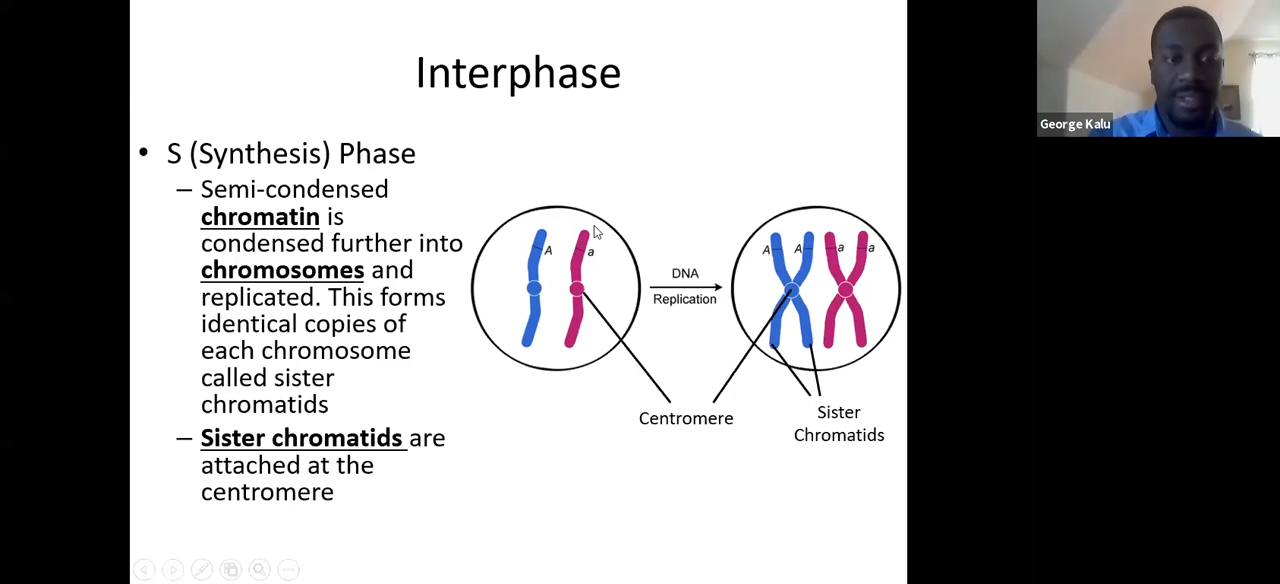 Interphase
George Kalu
• S (Synthesis) Phase
– Semi-condensed
chromatin is
condensed further into
chromosomes and
replicated. This forms
identical copies of
each chromosome
called sister
chromatids
– Sister chromatids are
attached at the
centromere
A
a
DNA
Replication
A A a a
Centromere
Sister
Chromatids